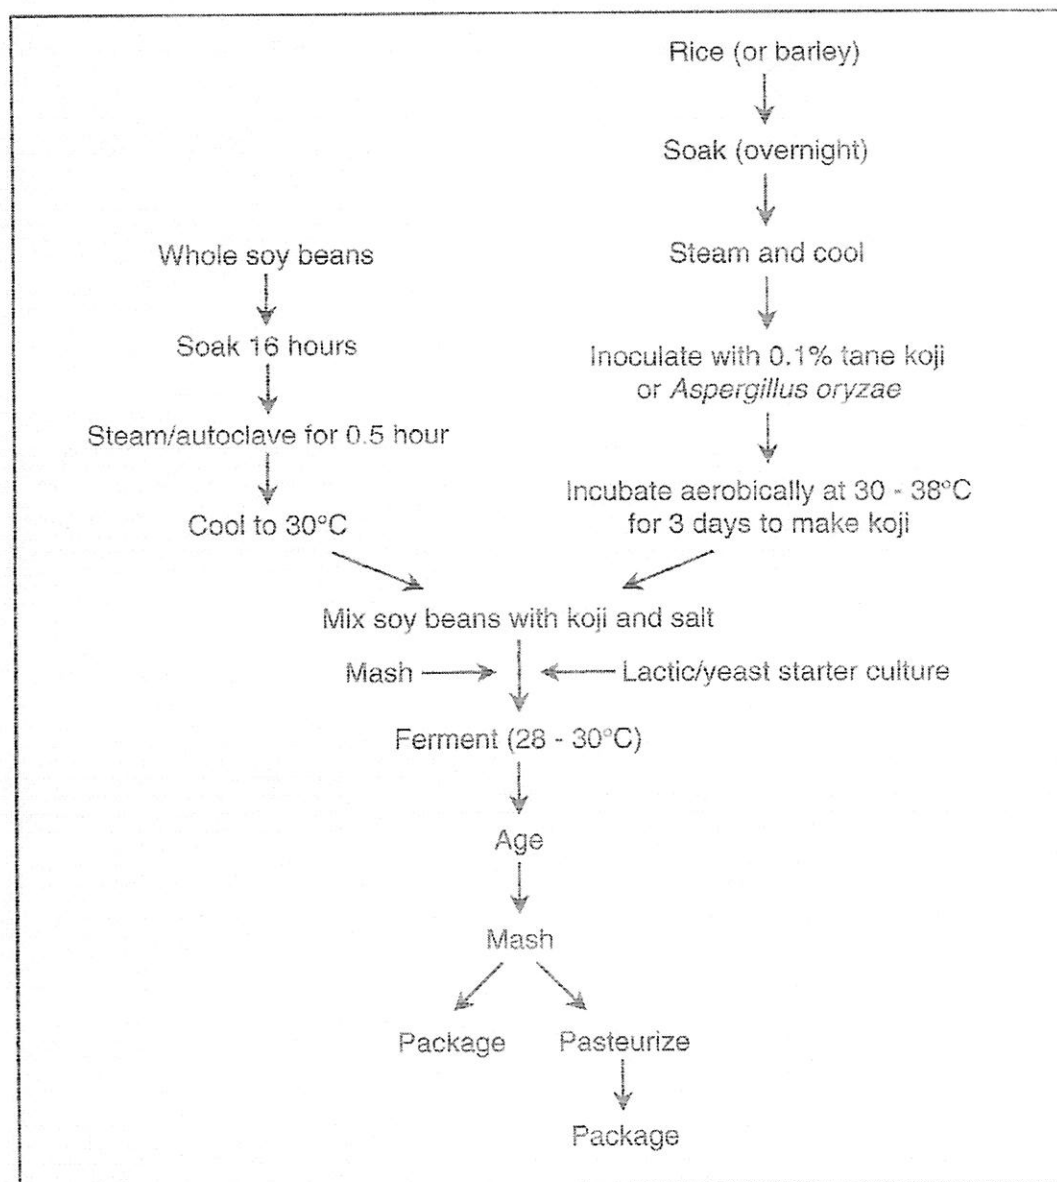 Rice (or barley)
Soak (overnight)
Steam and cool
Inoculate with 0.1% tane koji
or Aspergillus oryzae
Incubate aerobically at 30 - 38°C
for 3 days to make koji
Whole soy beans
Soak 16 hours
Steam/autoclave for 0.5 hour
Cool to 30°C
Mix soy beans with koji and salt
Mash
Lactic/yeast starter culture
Ferment (28 - 30°C)
Age
Mash
Package
Pasteurize
Package